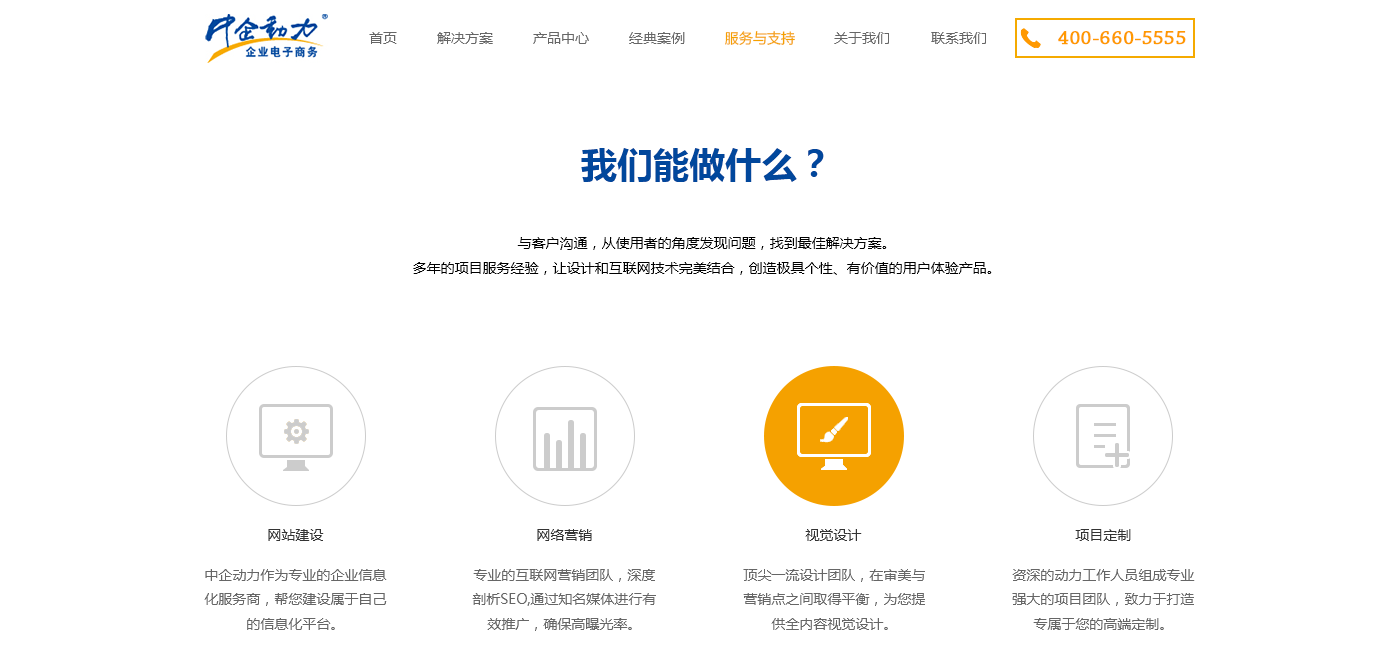 中企动力®
企业电子商务
首页
解决方案
产品中心
经典案例
服务与支持
关于我们
联系我们
400-660-5555
我们能做什么？
与客户沟通，从使用者的角度发现问题，找到最佳解决方案。
多年的项目服务经验，让设计和互联网技术完美结合，创造极具个性、有价值的用户体验产品。
网站建设
中企动力作为专业的企业信息
化服务商，帮您建设属于自己
的信息化平台。
网络营销
专业的互联网营销团队，深度
剖析SEO,通过知名媒体进行有
效推广，确保高曝光率。
视觉设计
顶尖一流设计团队，在审美与
营销点之间取得平衡，为您提
供全内容视觉设计。
项目定制
资深的动力工作人员组成专业
强大的项目团队，致力于打造
专属于您的高端定制。